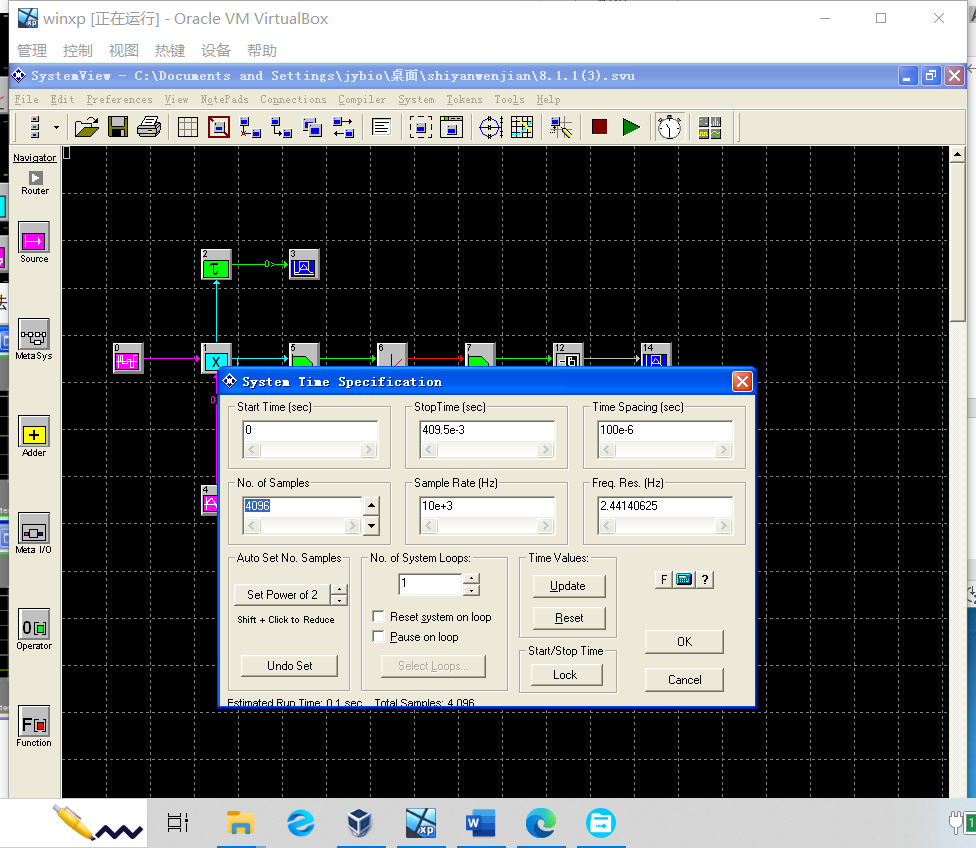 winxp [正在运行] - Oracle VM VirtualBox
管理 控制 视图 热键 设备 帮助
SystemView - C:\Documents and Settings\jybio\桌面\shiyanwenjian\8.1.1(3).svu
File Edit Preferences View NotePads Connections Compiler System Tokens Tools Help
Navigator
Router
Source
MetaSys
Adder
Meta I/O
Operator
Function
2
τ
0>
3
0
1
X
5
6
7
12
14
4
System Time Specification
Start Time (sec)
0
StopTime (sec)
409.5e-3
Time Spacing (sec)
100e-6
No. of Samples
4096
Sample Rate (Hz)
10e+3
Freq. Res. (Hz)
2.44140625
Auto Set No. Samples
Set Power of 2
Shift + Click to Reduce
Undo Set
No. of System Loops:
1
Reset system on loop
Pause on loop
Select Loops...
Time Values:
Update
Reset
Start/Stop Time
Lock
F ?
OK
Cancel
Estimated Run Time: 0.1 sec Total Samples: 4,096